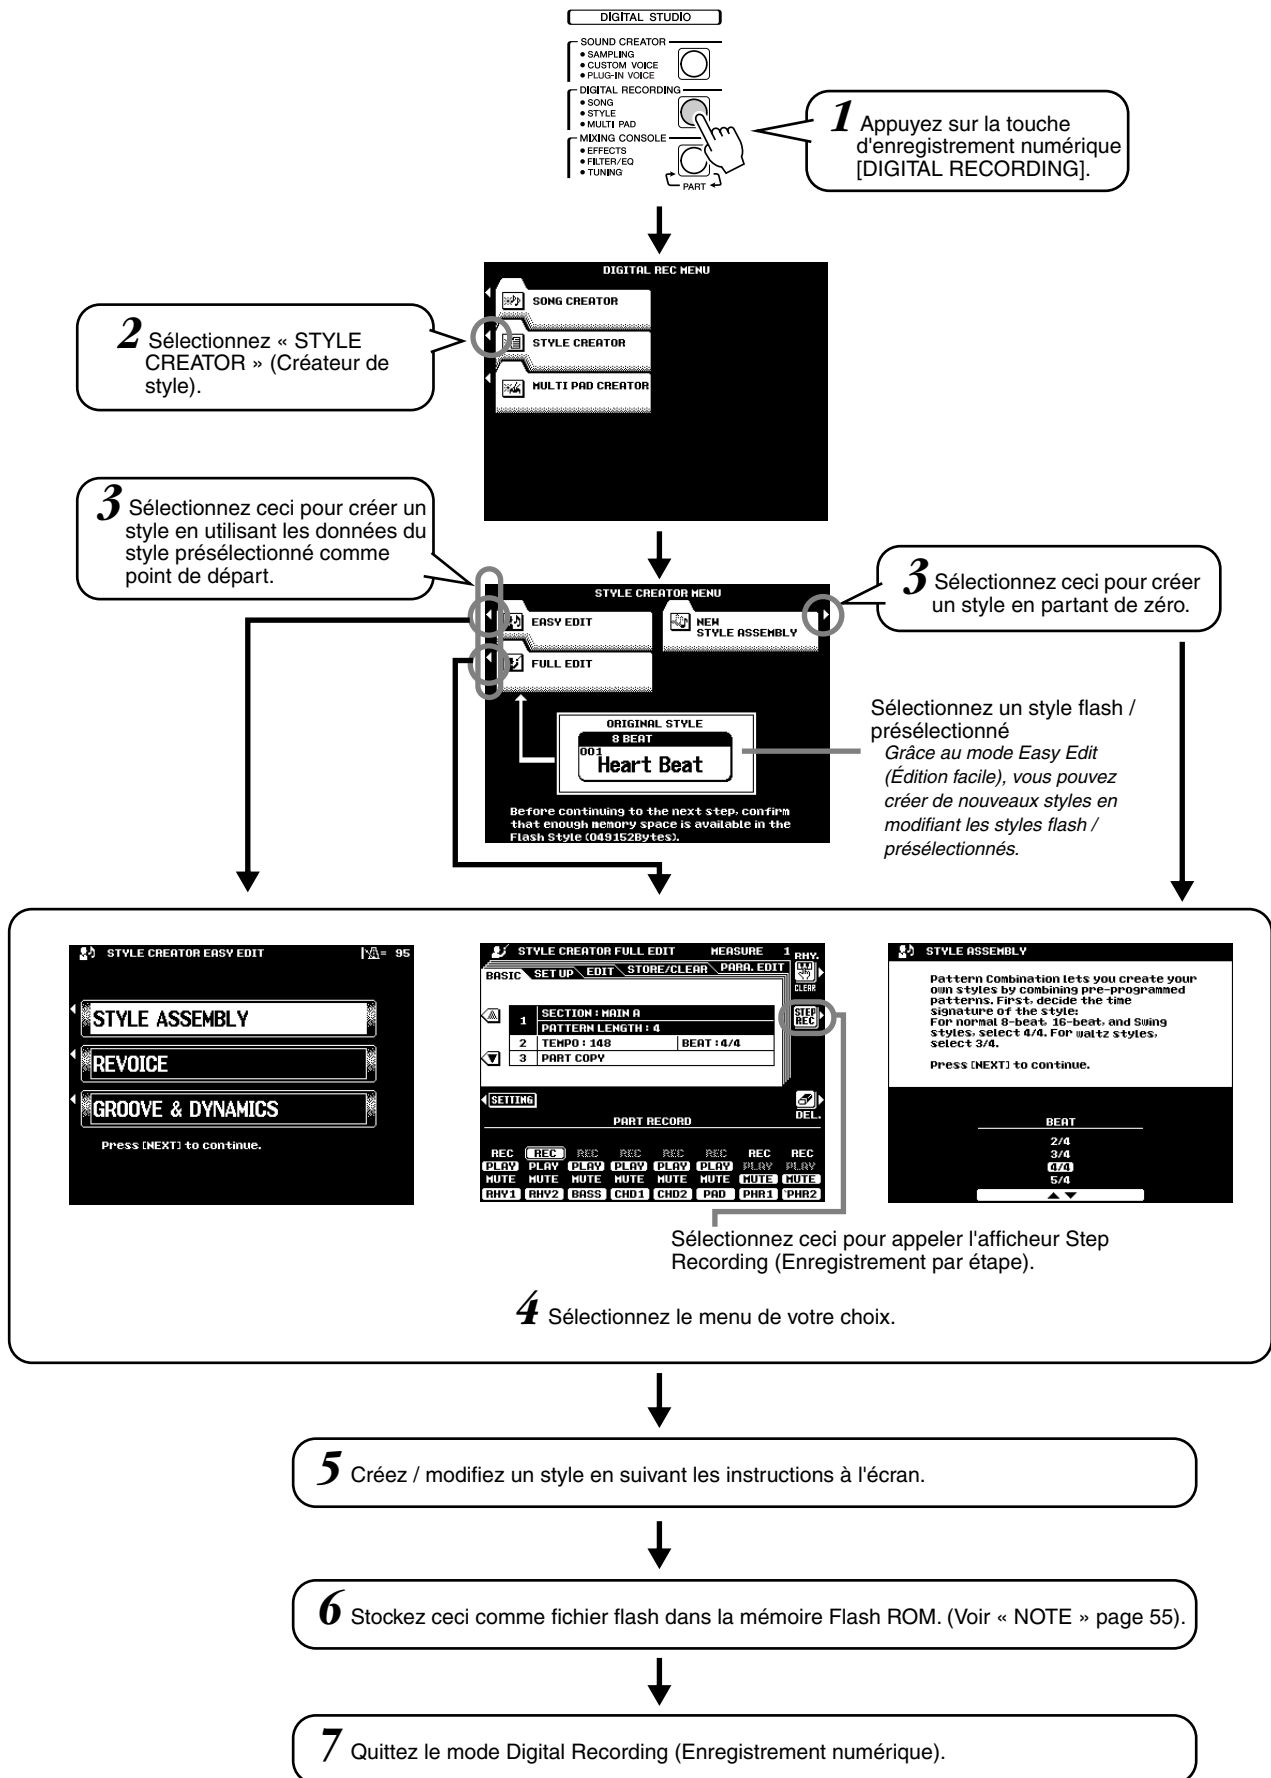 DIGITAL STUDIO
SOUND CREATOR
• SAMPLING
• CUSTOM VOICE
• PLUG-IN VOICE
DIGITAL RECORDING
• SONG
• STYLE
• MULTI PAD
MIXING CONSOLE
• EFFECTS
• FILTER/EQ
• TUNING
PART
1 Appuyez sur la touche
d'enregistrement numérique
[DIGITAL RECORDING].
DIGITAL REC MENU
SONG CREATOR
STYLE CREATOR
MULTI PAD CREATOR
2 Sélectionnez « STYLE
CREATOR » (Créateur de
style).
3 Sélectionnez ceci pour créer un
style en utilisant les données du
style présélectionné comme
point de départ.
STYLE CREATOR MENU
EASY EDIT
FULL EDIT
NEW
STYLE ASSEMBLY
ORIGINAL STYLE
8 BEAT
001
Heart Beat
Before continuing to the next step, confirm
that enough memory space is available in the
Flash Style (049152Bytes).
3 Sélectionnez ceci pour créer
un style en partant de zéro.
Sélectionnez un style flash /
présélectionné
Grâce au mode Easy Edit
(Édition facile), vous pouvez
créer de nouveaux styles en
modifiant les styles flash /
présélectionnés.
STYLE CREATOR EASY EDIT = 95
STYLE ASSEMBLY
REVOICE
GROOVE & DYNAMICS
Press [NEXT] to continue.
STYLE CREATOR FULL EDIT MEASURE 1
RHY.
CLEAR
BASIC SET UP EDIT STORE/CLEAR PARA. EDIT
STEP
REC
1 SECTION : MAIN A
PATTERN LENGTH : 4
2 TEMPO : 148 BEAT : 4/4
3 PART COPY
SETTING
DEL.
PART RECORD
REC REC REC REC REC REC REC REC
PLAY PLAY PLAY PLAY PLAY PLAY PLAY PLAY
MUTE MUTE MUTE MUTE MUTE MUTE MUTE MUTE
RHY1 RHY2 BASS CHD1 CHD2 PAD PHR1 PHR2
STYLE ASSEMBLY
Pattern Combination lets you create your
own styles by combining pre-programmed
patterns. First, decide the time
signature of the style:
For normal 8-beat, 16-beat, and Swing
styles, select 4/4. For waltz styles,
select 3/4.
Press [NEXT] to continue.
BEAT
2/4
3/4
4/4
5/4
Sélectionnez ceci pour appeler l'afficheur Step
Recording (Enregistrement par étape).
4 Sélectionnez le menu de votre choix.
5 Créez / modifiez un style en suivant les instructions à l'écran.
6 Stockez ceci comme fichier flash dans la mémoire Flash ROM. (Voir « NOTE » page 55).
7 Quittez le mode Digital Recording (Enregistrement numérique).